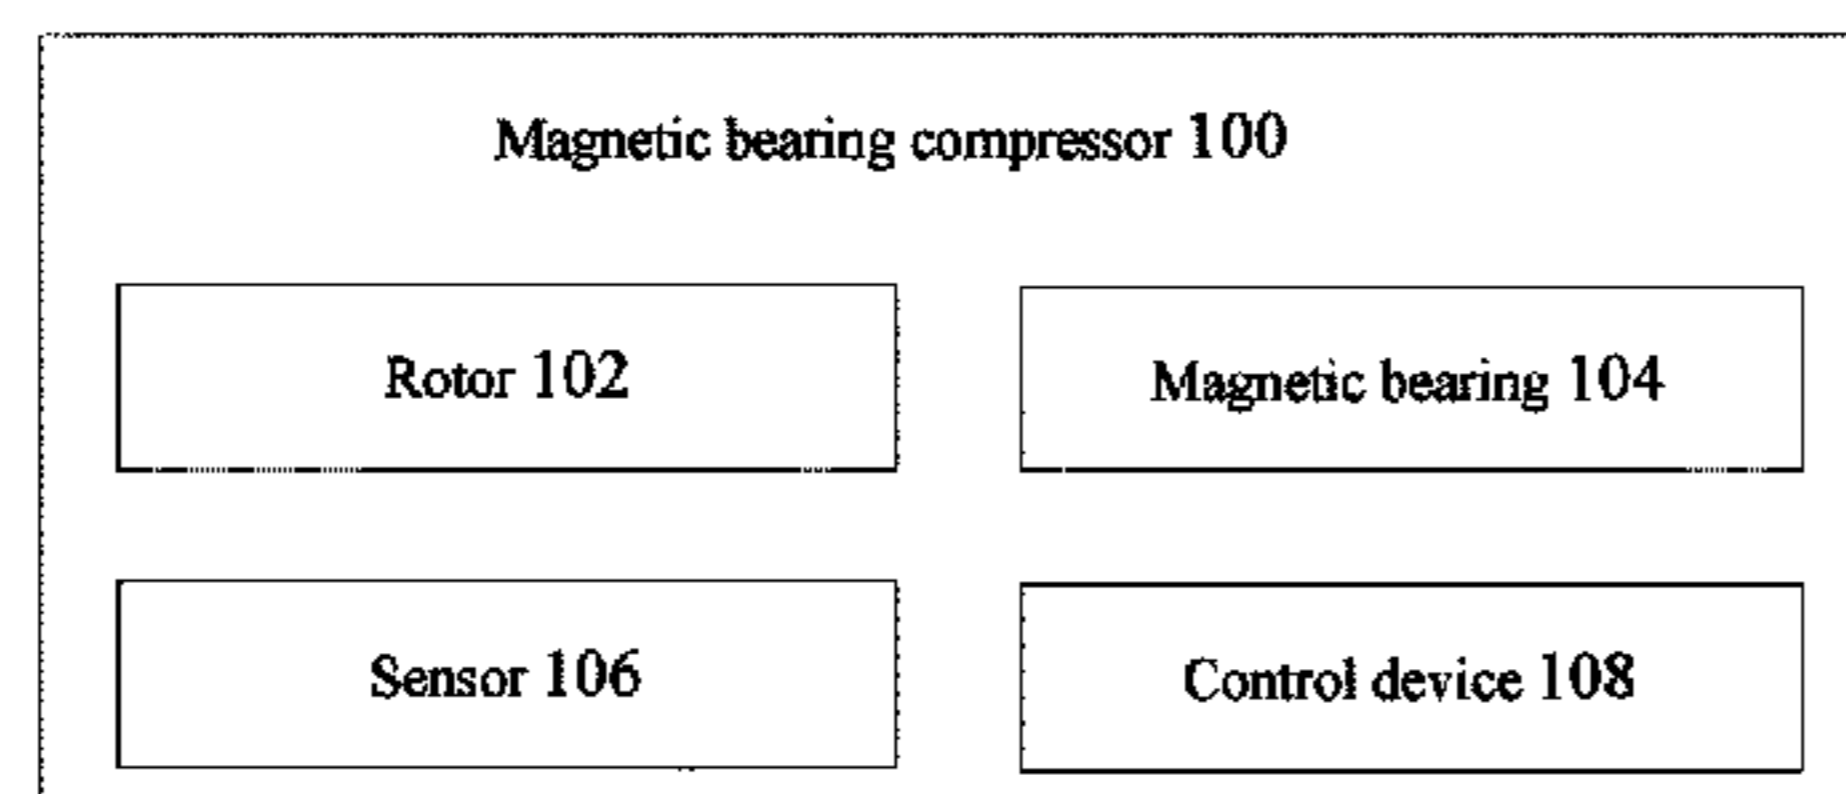 Magnetic bearing compressor 100
Rotor 102
Magnetic bearing 104
Sensor 106
Control device 108